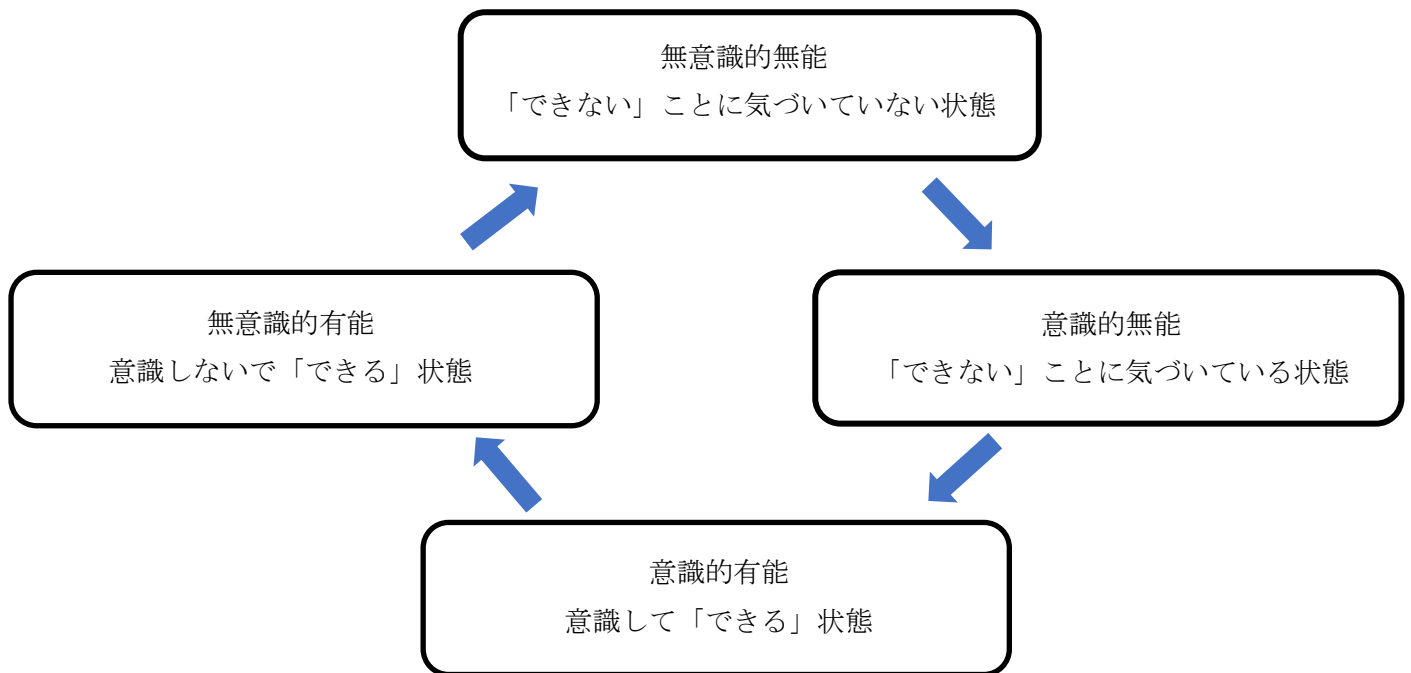 無意識的無能
「できない」ことに気づいていない状態
無意識的有能
意識しないで「できる」状態
意識的無能
「できない」ことに気づいている状態
意識的有能
意識して「できる」状態